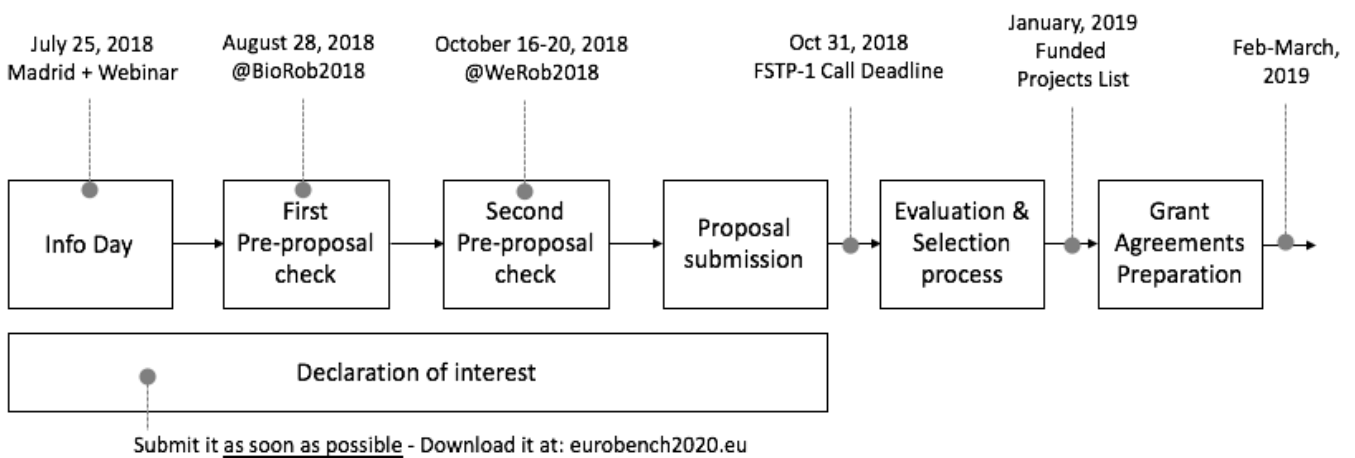 July 25, 2018
Madrid + Webinar
August 28, 2018
@BioRob2018
October 16-20, 2018
@WeRob2018
Oct 31, 2018
FSTP-1 Call Deadline
January, 2019
Funded
Projects List
Feb-March,
2019
Info Day
First
Pre-proposal
check
Second
Pre-proposal
check
Proposal
submission
Evaluation &
Selection
process
Grant
Agreements
Preparation
Declaration of interest
Submit it as soon as possible - Download it at: eurobench2020.eu